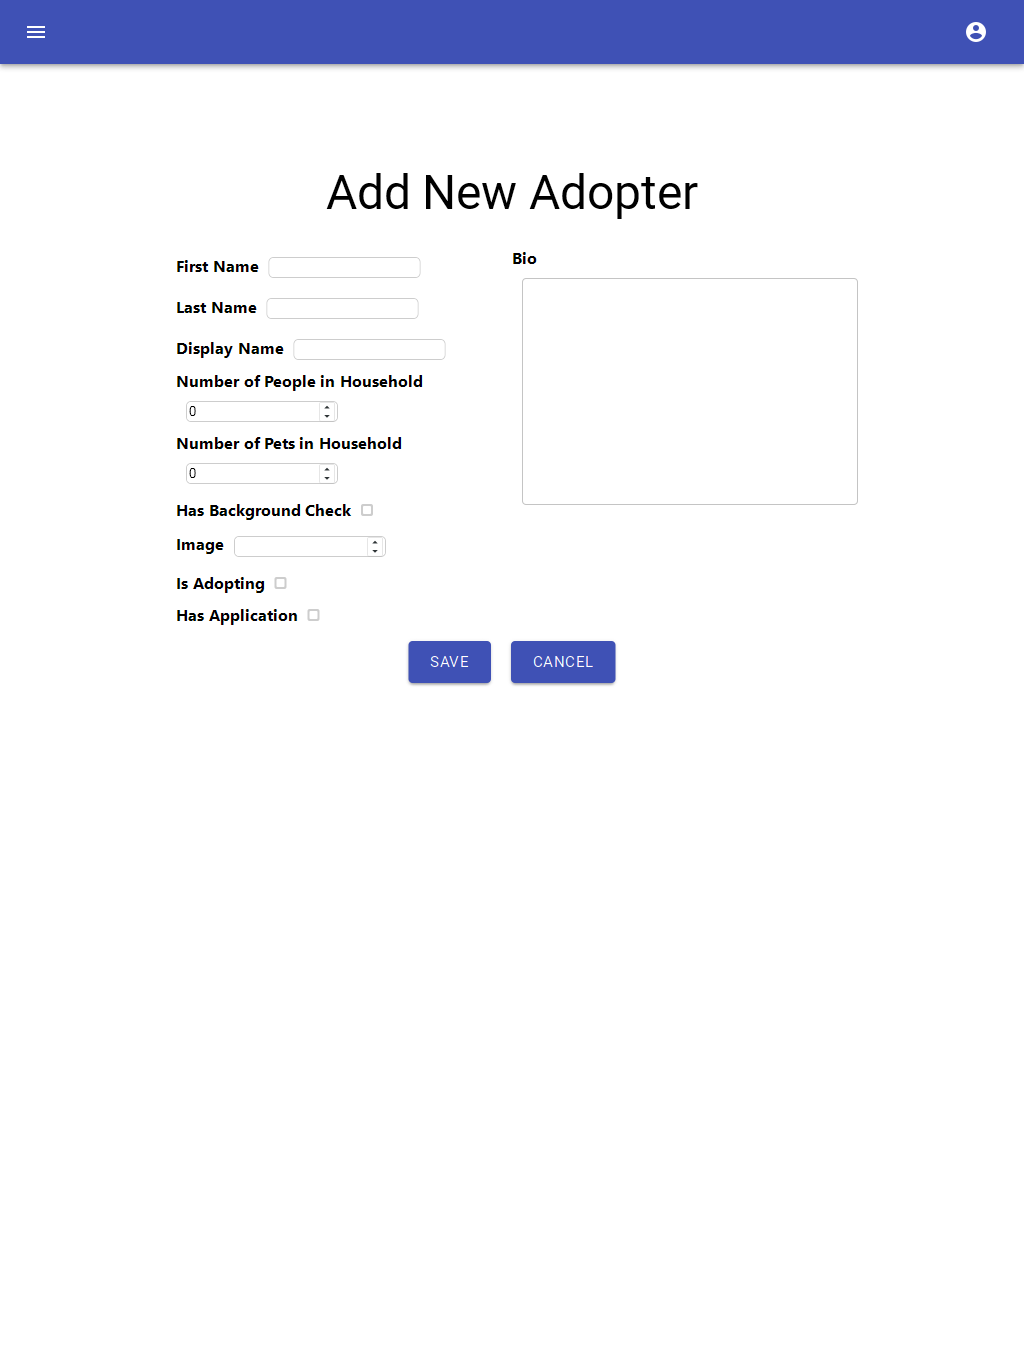 Add New Adopter
First Name
Last Name
Display Name
Number of People in Household
0
Number of Pets in Household
0
Has Background Check
Image
Is Adopting
Has Application
Bio
SAVE
CANCEL